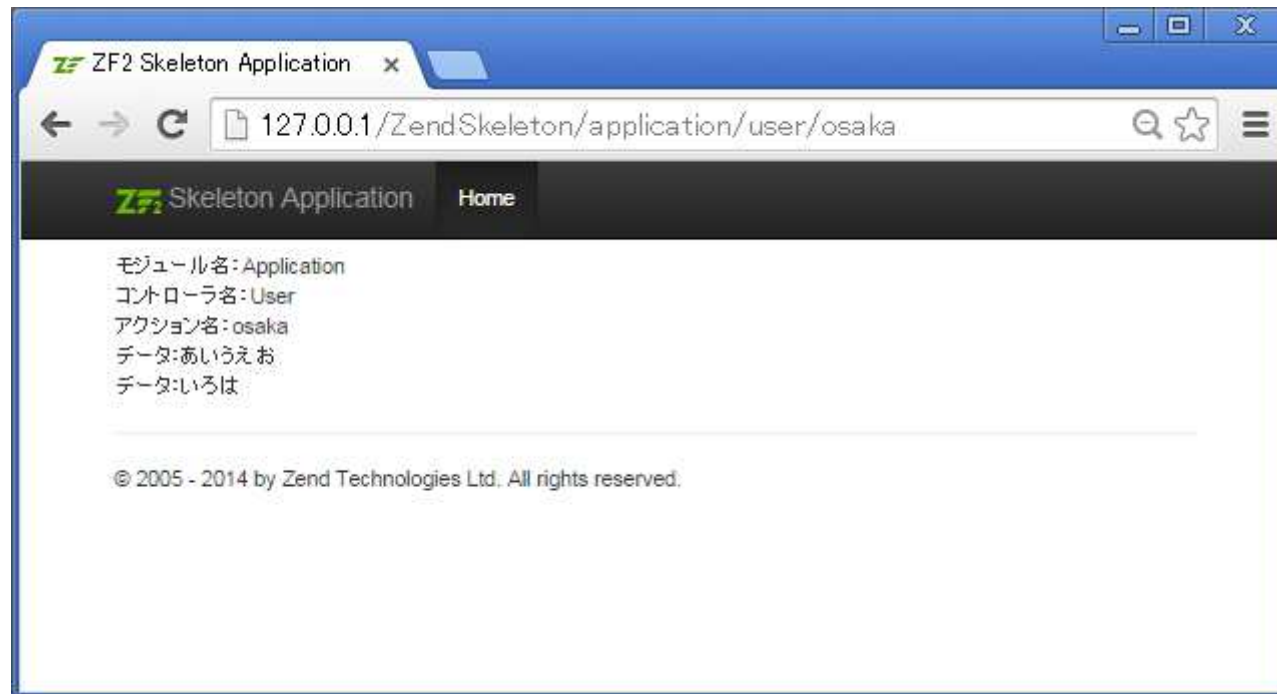 ZF2 Skeleton Application
127.0.0.1/ZendSkeleton/application/user/osaka
ZF2 Skeleton Application Home
モジュール名:Application
コントローラ名:User
アクション名:osaka
データ:あいうえお
データ:いろは
© 2005 - 2014 by Zend Technologies Ltd. All rights reserved.